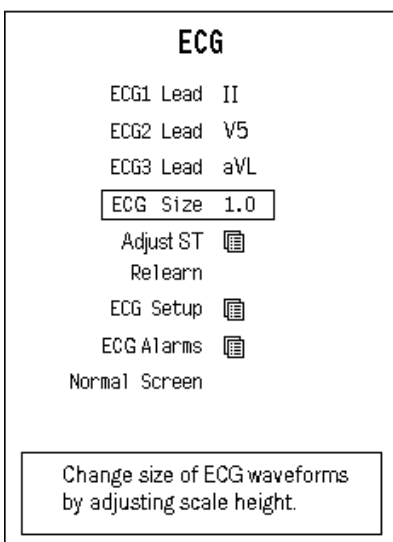 ECG
ECG1 Lead II
ECG2 Lead V5
ECG3 Lead aVL
ECG Size 1.0
Adjust ST
Relearn
ECG Setup
ECG Alarms
Normal Screen
Change size of ECG waveforms
by adjusting scale height.